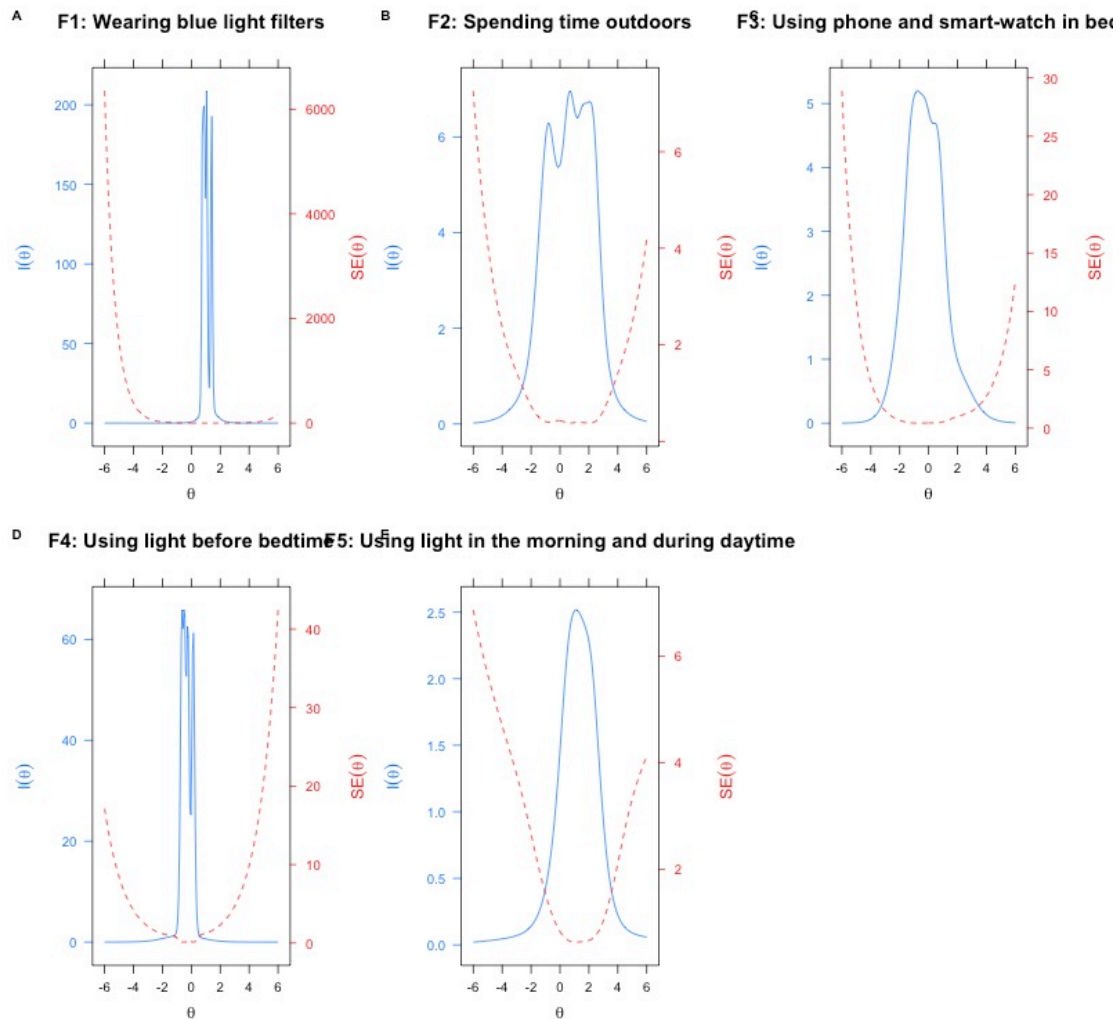 A
F1: Wearing blue light filters
200
150
100
50
0
6000
4000
2000
0
I(θ)
SE(θ)
-6 -4 -2 0 2 4 6
θ
B
F2: Spending time outdoors
6
4
2
0
6
4
2
I(θ)
SE(θ)
-6 -4 -2 0 2 4 6
θ
C
F3: Using phone and smart-watch in bed
5
4
3
2
1
0
30
25
20
15
10
5
0
I(θ)
SE(θ)
-6 -4 -2 0 2 4 6
θ
D
F4: Using light before bedtime
60
40
20
0
40
30
20
10
0
I(θ)
SE(θ)
-6 -4 -2 0 2 4 6
θ
E
F5: Using light in the morning and during daytime
2.5
2.0
1.5
1.0
0.5
0.0
6
4
2
I(θ)
SE(θ)
-6 -4 -2 0 2 4 6
θ